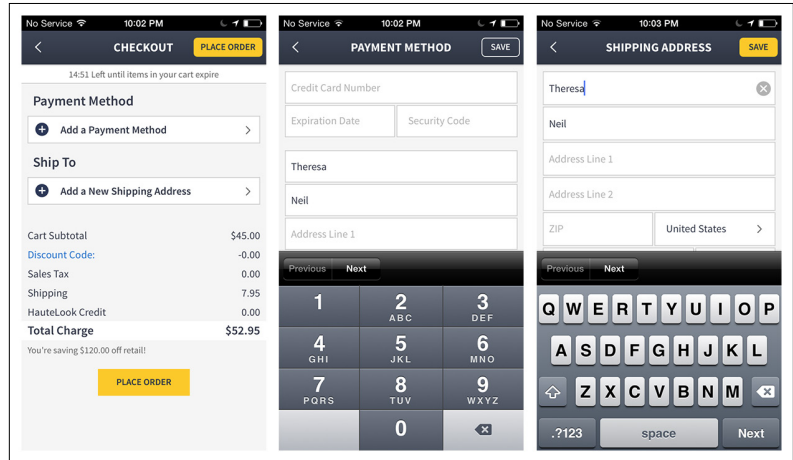 No Service 10:02 PM
CHECKOUT PLACE ORDER
14:51 Left until items in your cart expire
Payment Method
Add a Payment Method
Ship To
Add a New Shipping Address
Cart Subtotal $45.00
Discount Code: -0.00
Sales Tax 0.00
Shipping 7.95
HauteLook Credit 0.00
Total Charge $52.95
You're saving $120.00 off retail!
PLACE ORDER
No Service 10:02 PM
PAYMENT METHOD SAVE
Credit Card Number
Expiration Date Security Code
Theresa
Neil
Address Line 1
Previous Next
1 2 3
ABC DEF
4 5 6
GHI JKL MNO
7 8 9
PQRS TUV WXYZ
0
No Service 10:03 PM
SHIPPING ADDRESS SAVE
Theresa
Neil
Address Line 1
Address Line 2
ZIP United States
Previous Next
Q W E R T Y U I O P
A S D F G H J K L
Z X C V B N M
.?123 space Next